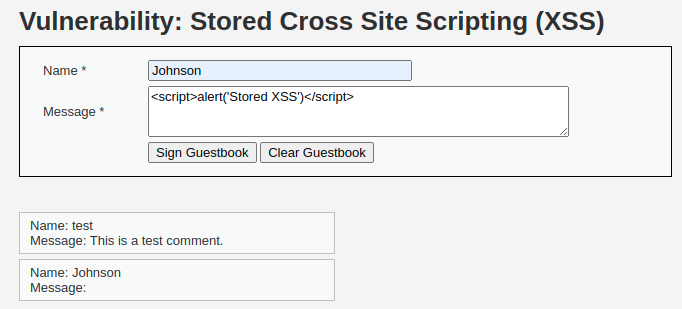 Vulnerability: Stored Cross Site Scripting (XSS)
Name * Johnson
Message * <script>alert('Stored XSS')</script>
Sign Guestbook Clear Guestbook
Name: test
Message: This is a test comment.
Name: Johnson
Message: